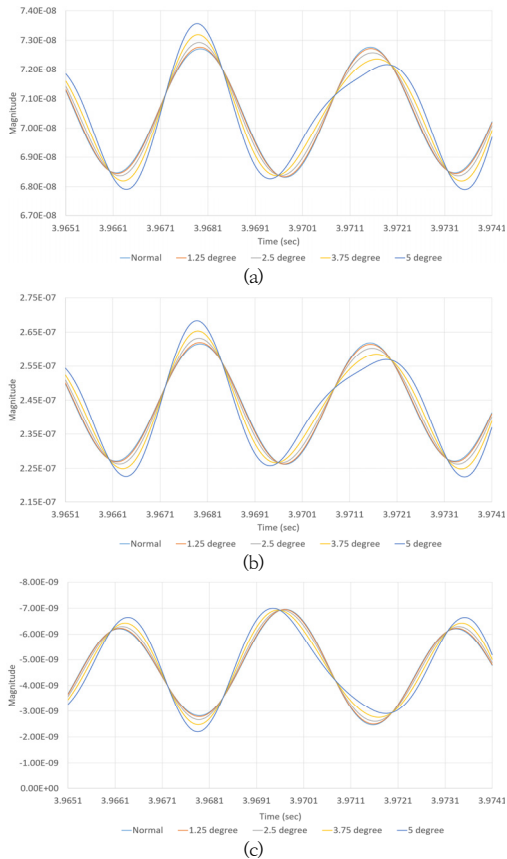 7.40E-08
7.30E-08
7.20E-08
7.10E-08
7.00E-08
6.90E-08
6.80E-08
6.70E-08
Magnitude
3.9651 3.9661 3.9671 3.9681 3.9691 3.9701 3.9711 3.9721 3.9731 3.9741
Time (sec)
Normal 1.25 degree 2.5 degree 3.75 degree 5 degree
(a)
2.75E-07
2.65E-07
2.55E-07
2.45E-07
2.35E-07
2.25E-07
2.15E-07
Magnitude
3.9651 3.9661 3.9671 3.9681 3.9691 3.9701 3.9711 3.9721 3.9731 3.9741
Time (sec)
Normal 1.25 degree 2.5 degree 3.75 degree 5 degree
(b)
-8.00E-09
-7.00E-09
-6.00E-09
-5.00E-09
-4.00E-09
-3.00E-09
-2.00E-09
-1.00E-09
0.00E+00
Magnitude
3.9651 3.9661 3.9671 3.9681 3.9691 3.9701 3.9711 3.9721 3.9731 3.9741
Time (sec)
Normal 1.25 degree 2.5 degree 3.75 degree 5 degree
(c)